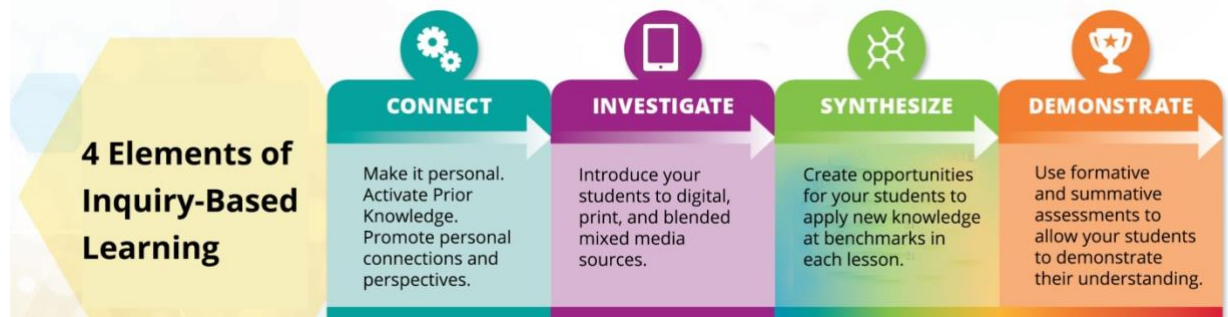 4 Elements of
Inquiry-Based
Learning
CONNECT
Make it personal.
Activate Prior
Knowledge.
Promote personal
connections and
perspectives.
INVESTIGATE
Introduce your
students to digital,
print, and blended
mixed media
sources.
SYNTHESIZE
Create opportunities
for your students to
apply new knowledge
at benchmarks in
each lesson.
DEMONSTRATE
Use formative
and summative
assessments to
allow your students
to demonstrate
their understanding.